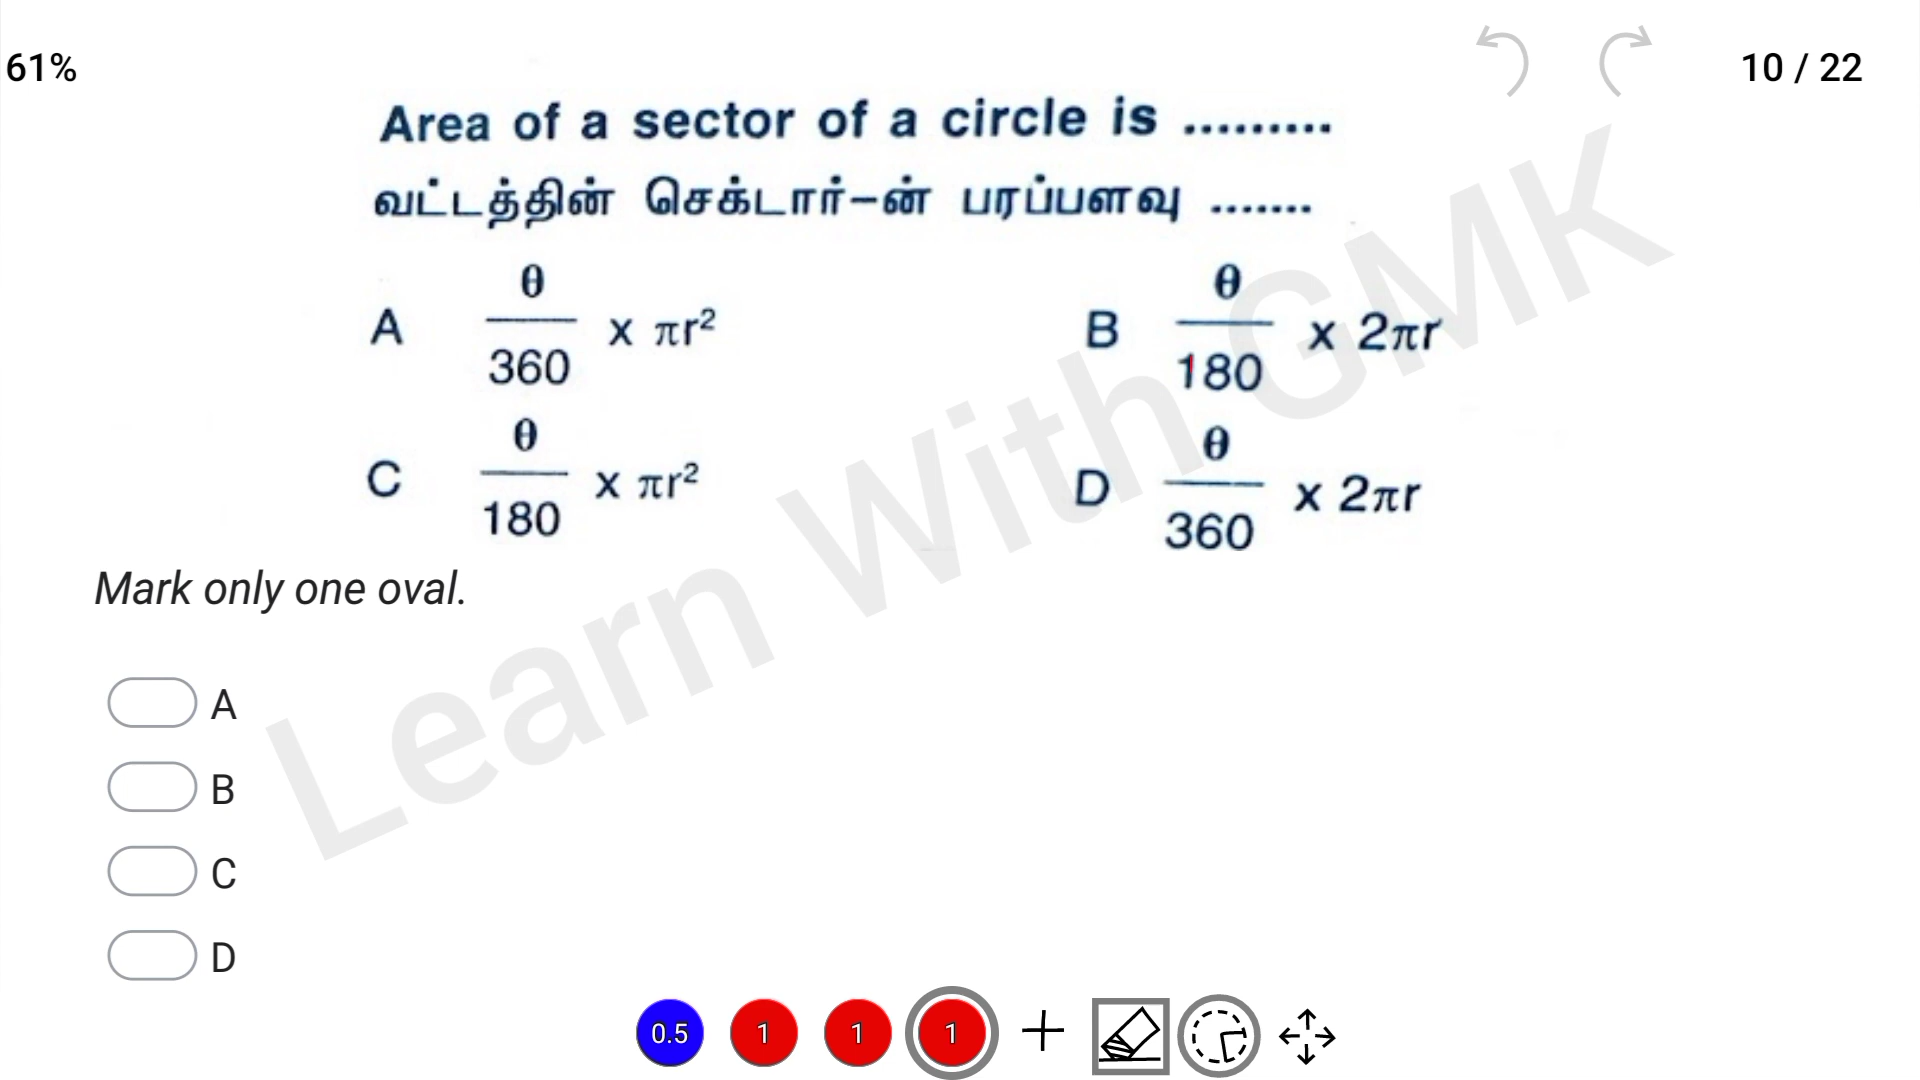 61%
10 / 22
Area of a sector of a circle is .........
வட்டத்தின் செக்டார்–ன் பரப்பளவு .......
A θ/360 x πr²
B θ/180 x 2πr
C θ/180 x πr²
D θ/360 x 2πr
Mark only one oval.
A
B
C
D
Learn With GMK
0.5 1 1 1